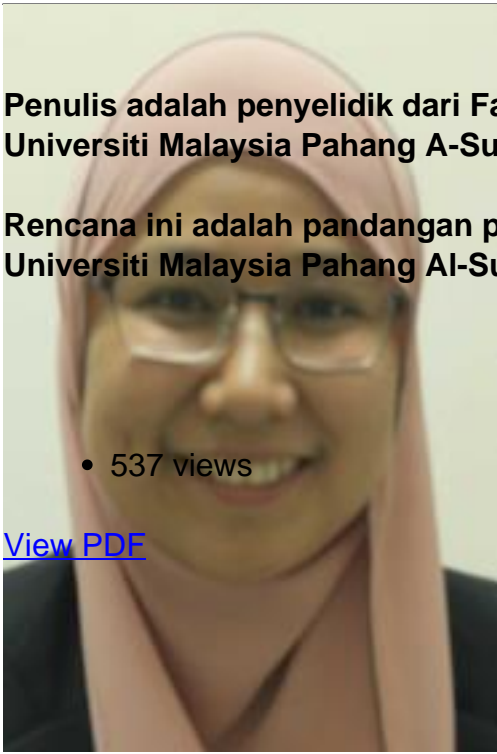 Penulis adalah penyelidik dari Fa
Universiti Malaysia Pahang A-Su
Rencana ini adalah pandangan p
Universiti Malaysia Pahang Al-Su
• 537 views
View PDF